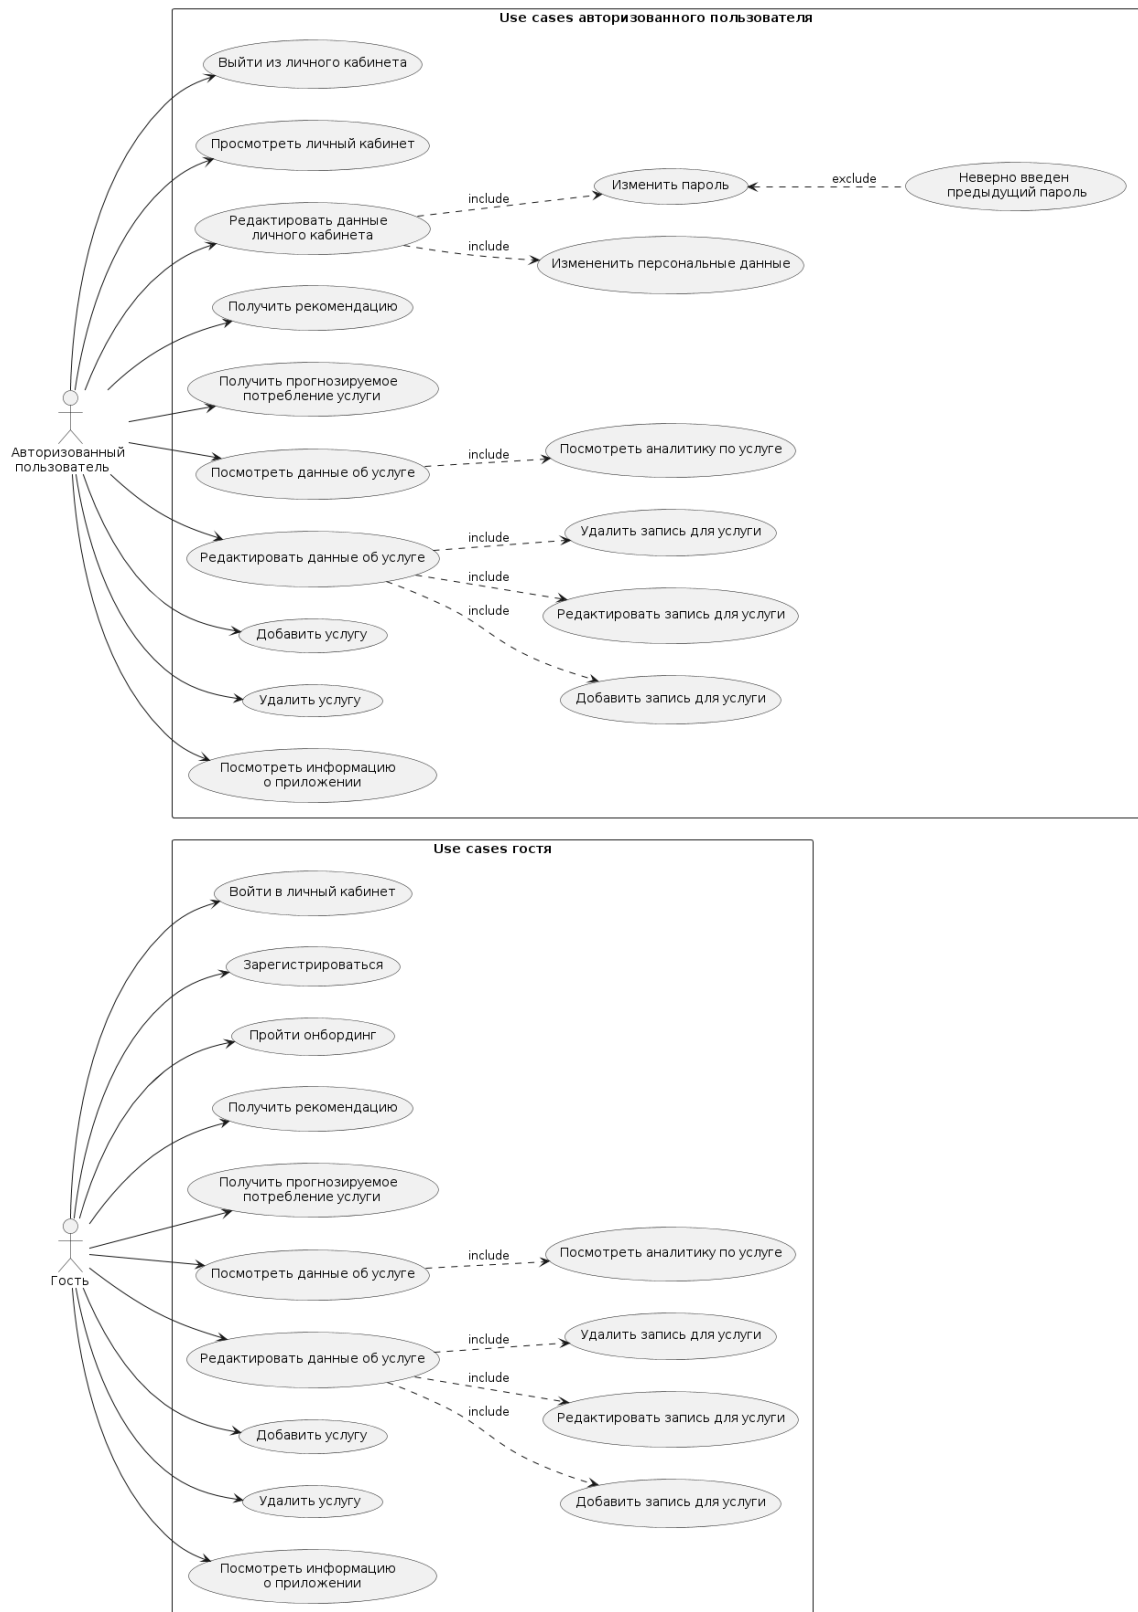 Use cases авторизованного пользователя
Выйти из личного кабинета
Просмотреть личный кабинет
Изменить пароль
exclude
Неверно введен
предыдущий пароль
include
Редактировать данные
личного кабинета
include
Измененить персональные данные
Получить рекомендацию
Получить прогнозируемое
потребление услуги
Авторизованный
пользователь
Посмотреть данные об услуге
include
Посмотреть аналитику по услуге
Редактировать данные об услуге
include
Удалить запись для услуги
include
Редактировать запись для услуги
include
Добавить запись для услуги
Добавить услугу
Удалить услугу
Посмотреть информацию
о приложении
Use cases гостя
Войти в личный кабинет
Зарегистрироваться
Пройти онбординг
Получить рекомендацию
Получить прогнозируемое
потребление услуги
Гость
Посмотреть данные об услуге
include
Посмотреть аналитику по услуге
Редактировать данные об услуге
include
Удалить запись для услуги
include
Редактировать запись для услуги
include
Добавить запись для услуги
Добавить услугу
Удалить услугу
Посмотреть информацию
о приложении